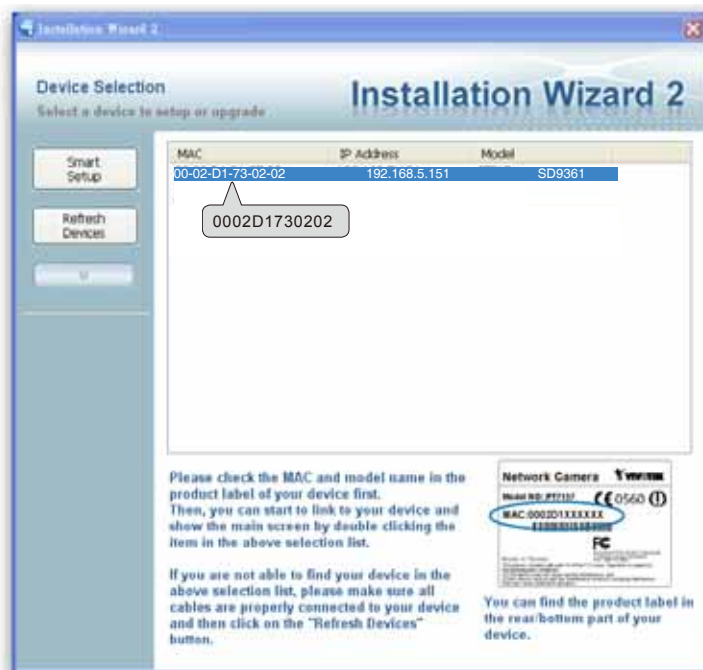 Installation Wizard 2
Device Selection
Select a device to setup or upgrade
Installation Wizard 2
Smart
Setup
Refresh
Devices
MAC IP Address Model
00-02-D1-73-02-02 192.168.5.151 SD9361
0002D1730202
Please check the MAC and model name in the
product label of your device first.
Then, you can start to link to your device and
show the main screen by double clicking the
item in the above selection list.
If you are not able to find your device in the
above selection list, please make sure all
cables are properly connected to your device
and then click on the "Refresh Devices"
button.
Network Camera VIVOTEK
Model NO: PT7137 CE0560
MAC:0002D1XXXXXX
FC
You can find the product label in
the rear/bottom part of your
device.